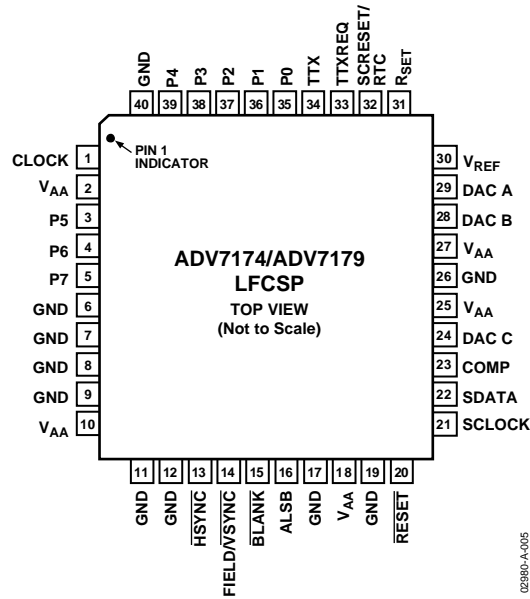 GND
P4
P3
P2
P1
P0
TTX
TTXREQ
SCRESET/
RTC
RSET
40 39 38 37 36 35 34 33 32 31
PIN 1
INDICATOR
CLOCK 1
VAA 2
P5 3
P6 4
P7 5
GND 6
GND 7
GND 8
GND 9
VAA 10
ADV7174/ADV7179
LFCSP
TOP VIEW
(Not to Scale)
30 VREF
29 DAC A
28 DAC B
27 VAA
26 GND
25 VAA
24 DAC C
23 COMP
22 SDATA
21 SCLOCK
11 12 13 14 15 16 17 18 19 20
GND
GND
HSYNC
FIELD/VSYNC
BLANK
ALSB
GND
VAA
GND
RESET
02980-A-005